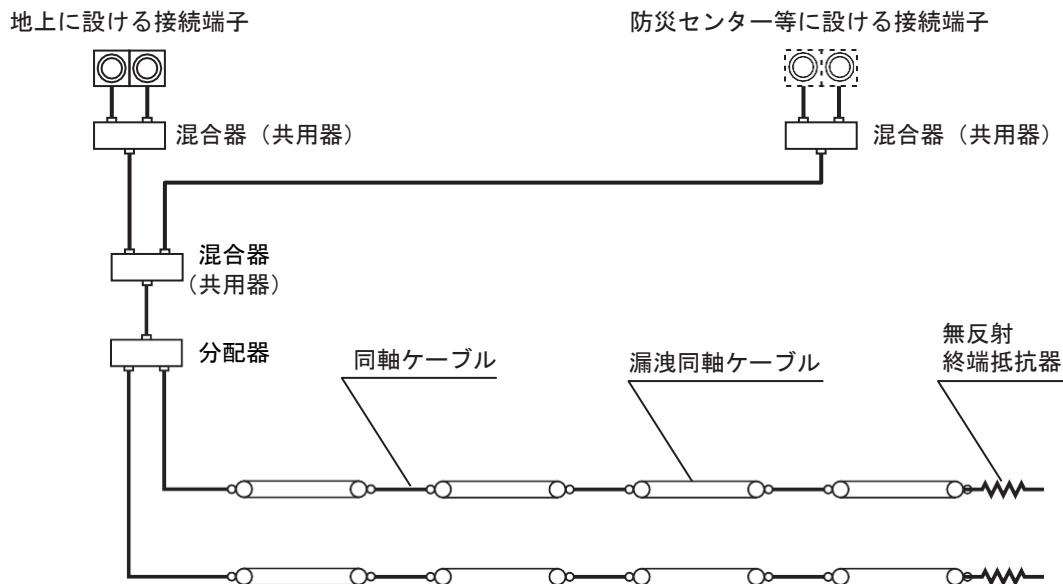 地上に設ける接続端子
防災センター等に設ける接続端子
混合器（共用器）
混合器（共用器）
混合器
（共用器）
分配器
同軸ケーブル
漏洩同軸ケーブル
無反射
終端抵抗器